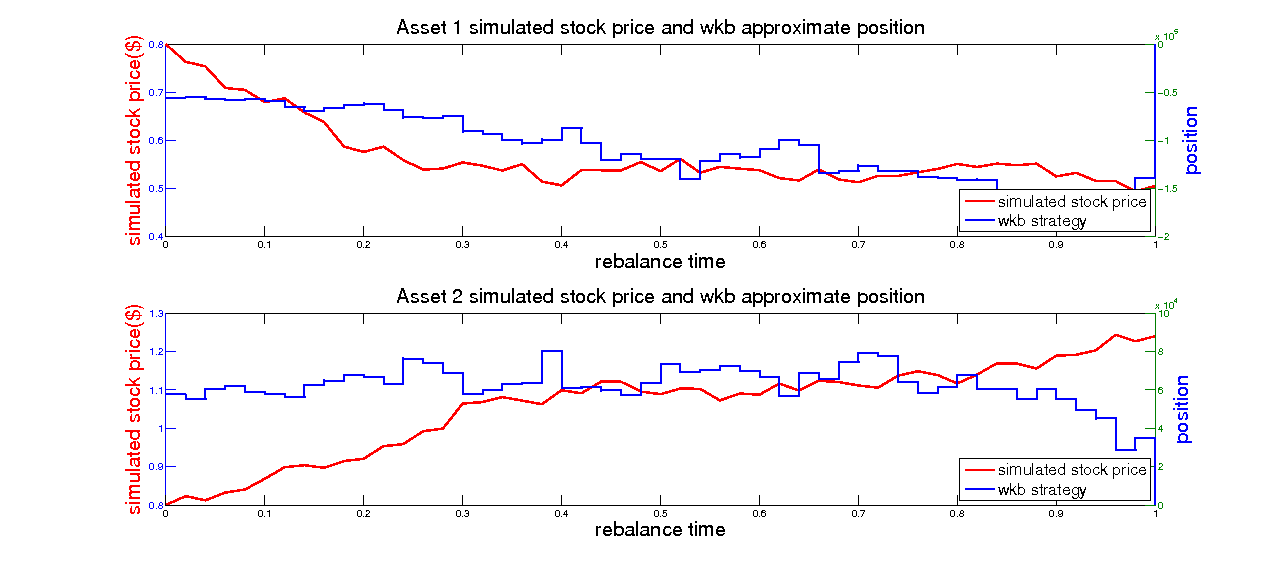 Asset 1 simulated stock price and wkb approximate position
x 10^5
0.8 0
0.7 -0.5
0.6 -1
0.5 -1.5
0.4 -2
simulated stock price($)
position
simulated stock price
wkb strategy
0 0.1 0.2 0.3 0.4 0.5 0.6 0.7 0.8 0.9 1
rebalance time
Asset 2 simulated stock price and wkb approximate position
x 10^4
1.3 10
1.2 8
1.1 6
1 4
0.9 2
0.8 0
simulated stock price($)
position
simulated stock price
wkb strategy
0 0.1 0.2 0.3 0.4 0.5 0.6 0.7 0.8 0.9 1
rebalance time